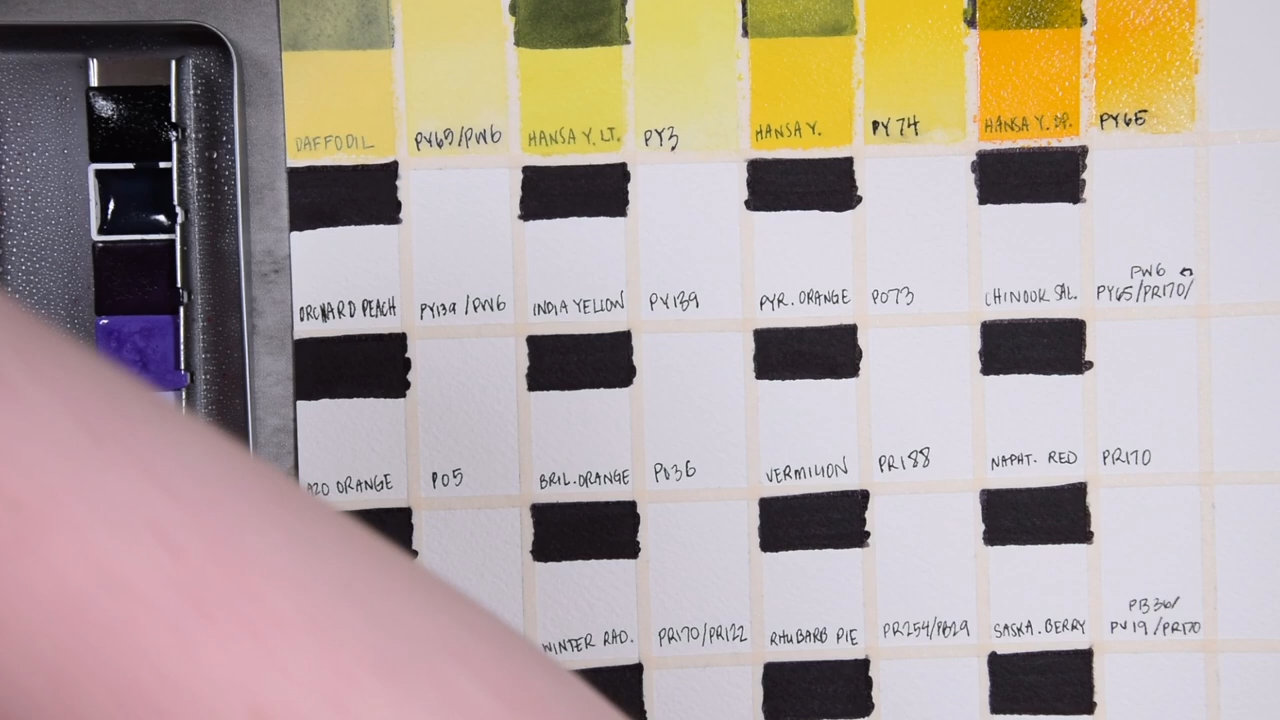 DAFFODIL PY65/PW6 HANSA Y. LT. PY3 HANSA Y. PY74 HANSA Y. DP. PY65
PW6
ORCHARD PEACH PY139/PW6 INDIA YELLOW PY139 PYR. ORANGE PO73 CHINOOK SAL. PY65/PR170/
AZO ORANGE PO5 BRIL. ORANGE PO36 VERMILION PR188 NAPHT. RED PR170
PB36/
WINTER RAD. PR170/PR122 RHUBARB PIE PR254/PB29 SASKA. BERRY PV19/PR170